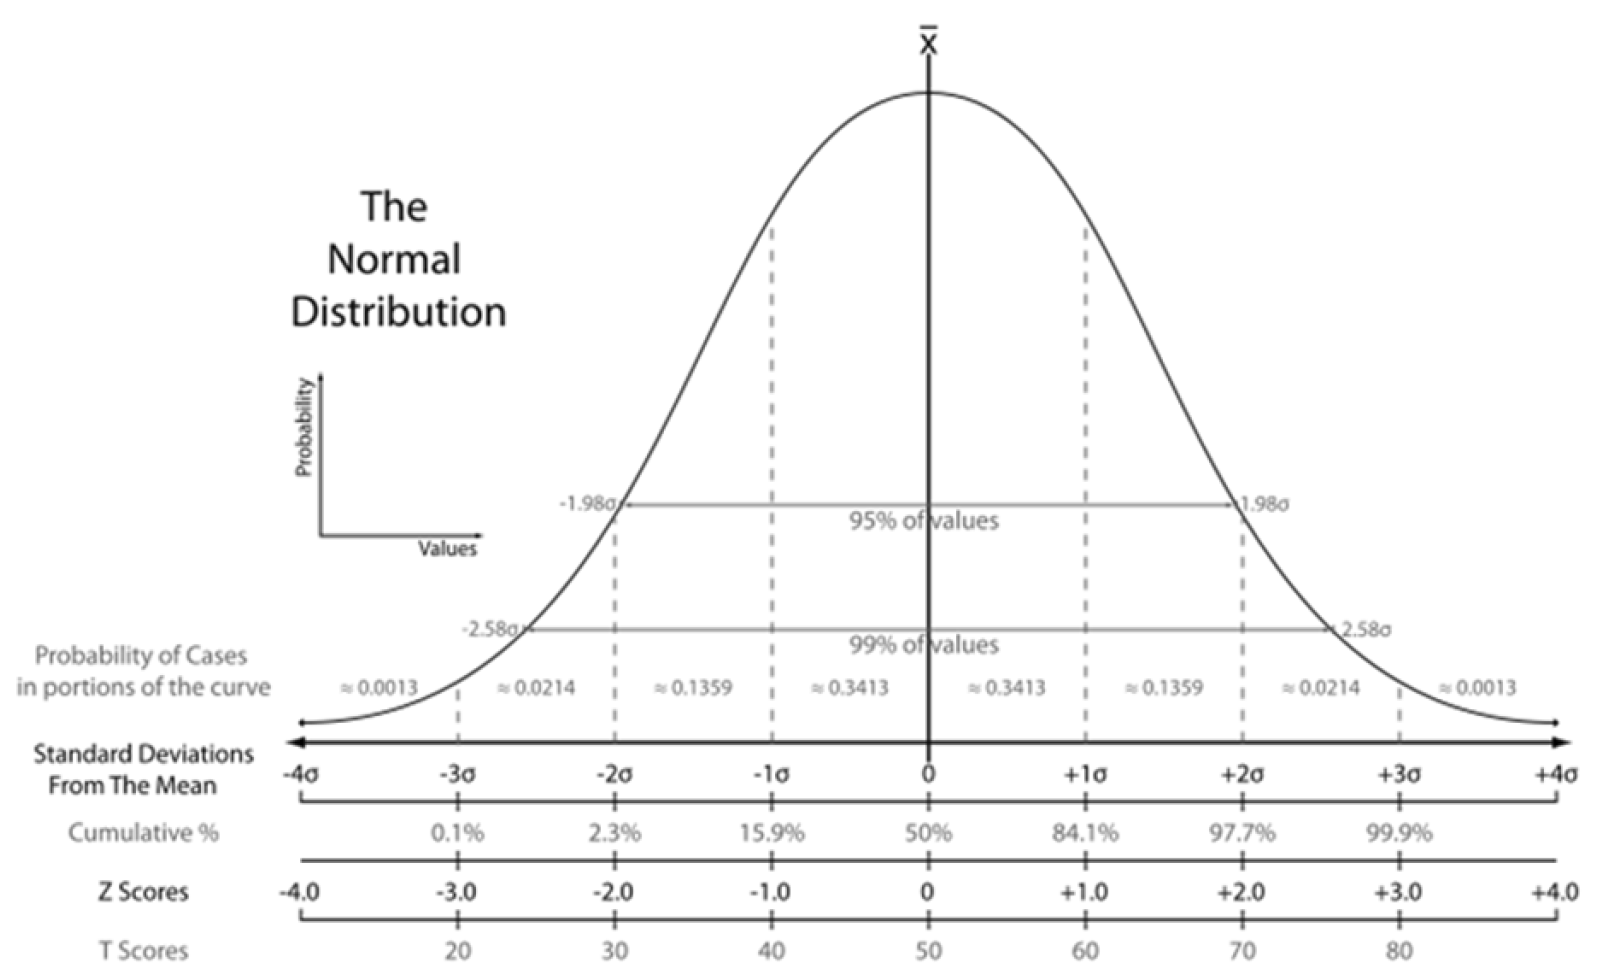 x̄
The
Normal
Distribution
Probability
Values
-1.98σ 1.98σ
95% of values
-2.58σ 2.58σ
99% of values
Probability of Cases
in portions of the curve
≈ 0.0013 ≈ 0.0214 ≈ 0.1359 ≈ 0.3413 ≈ 0.3413 ≈ 0.1359 ≈ 0.0214 ≈ 0.0013
Standard Deviations
From The Mean
-4σ -3σ -2σ -1σ 0 +1σ +2σ +3σ +4σ
Cumulative % 0.1% 2.3% 15.9% 50% 84.1% 97.7% 99.9%
Z Scores -4.0 -3.0 -2.0 -1.0 0 +1.0 +2.0 +3.0 +4.0
T Scores 20 30 40 50 60 70 80